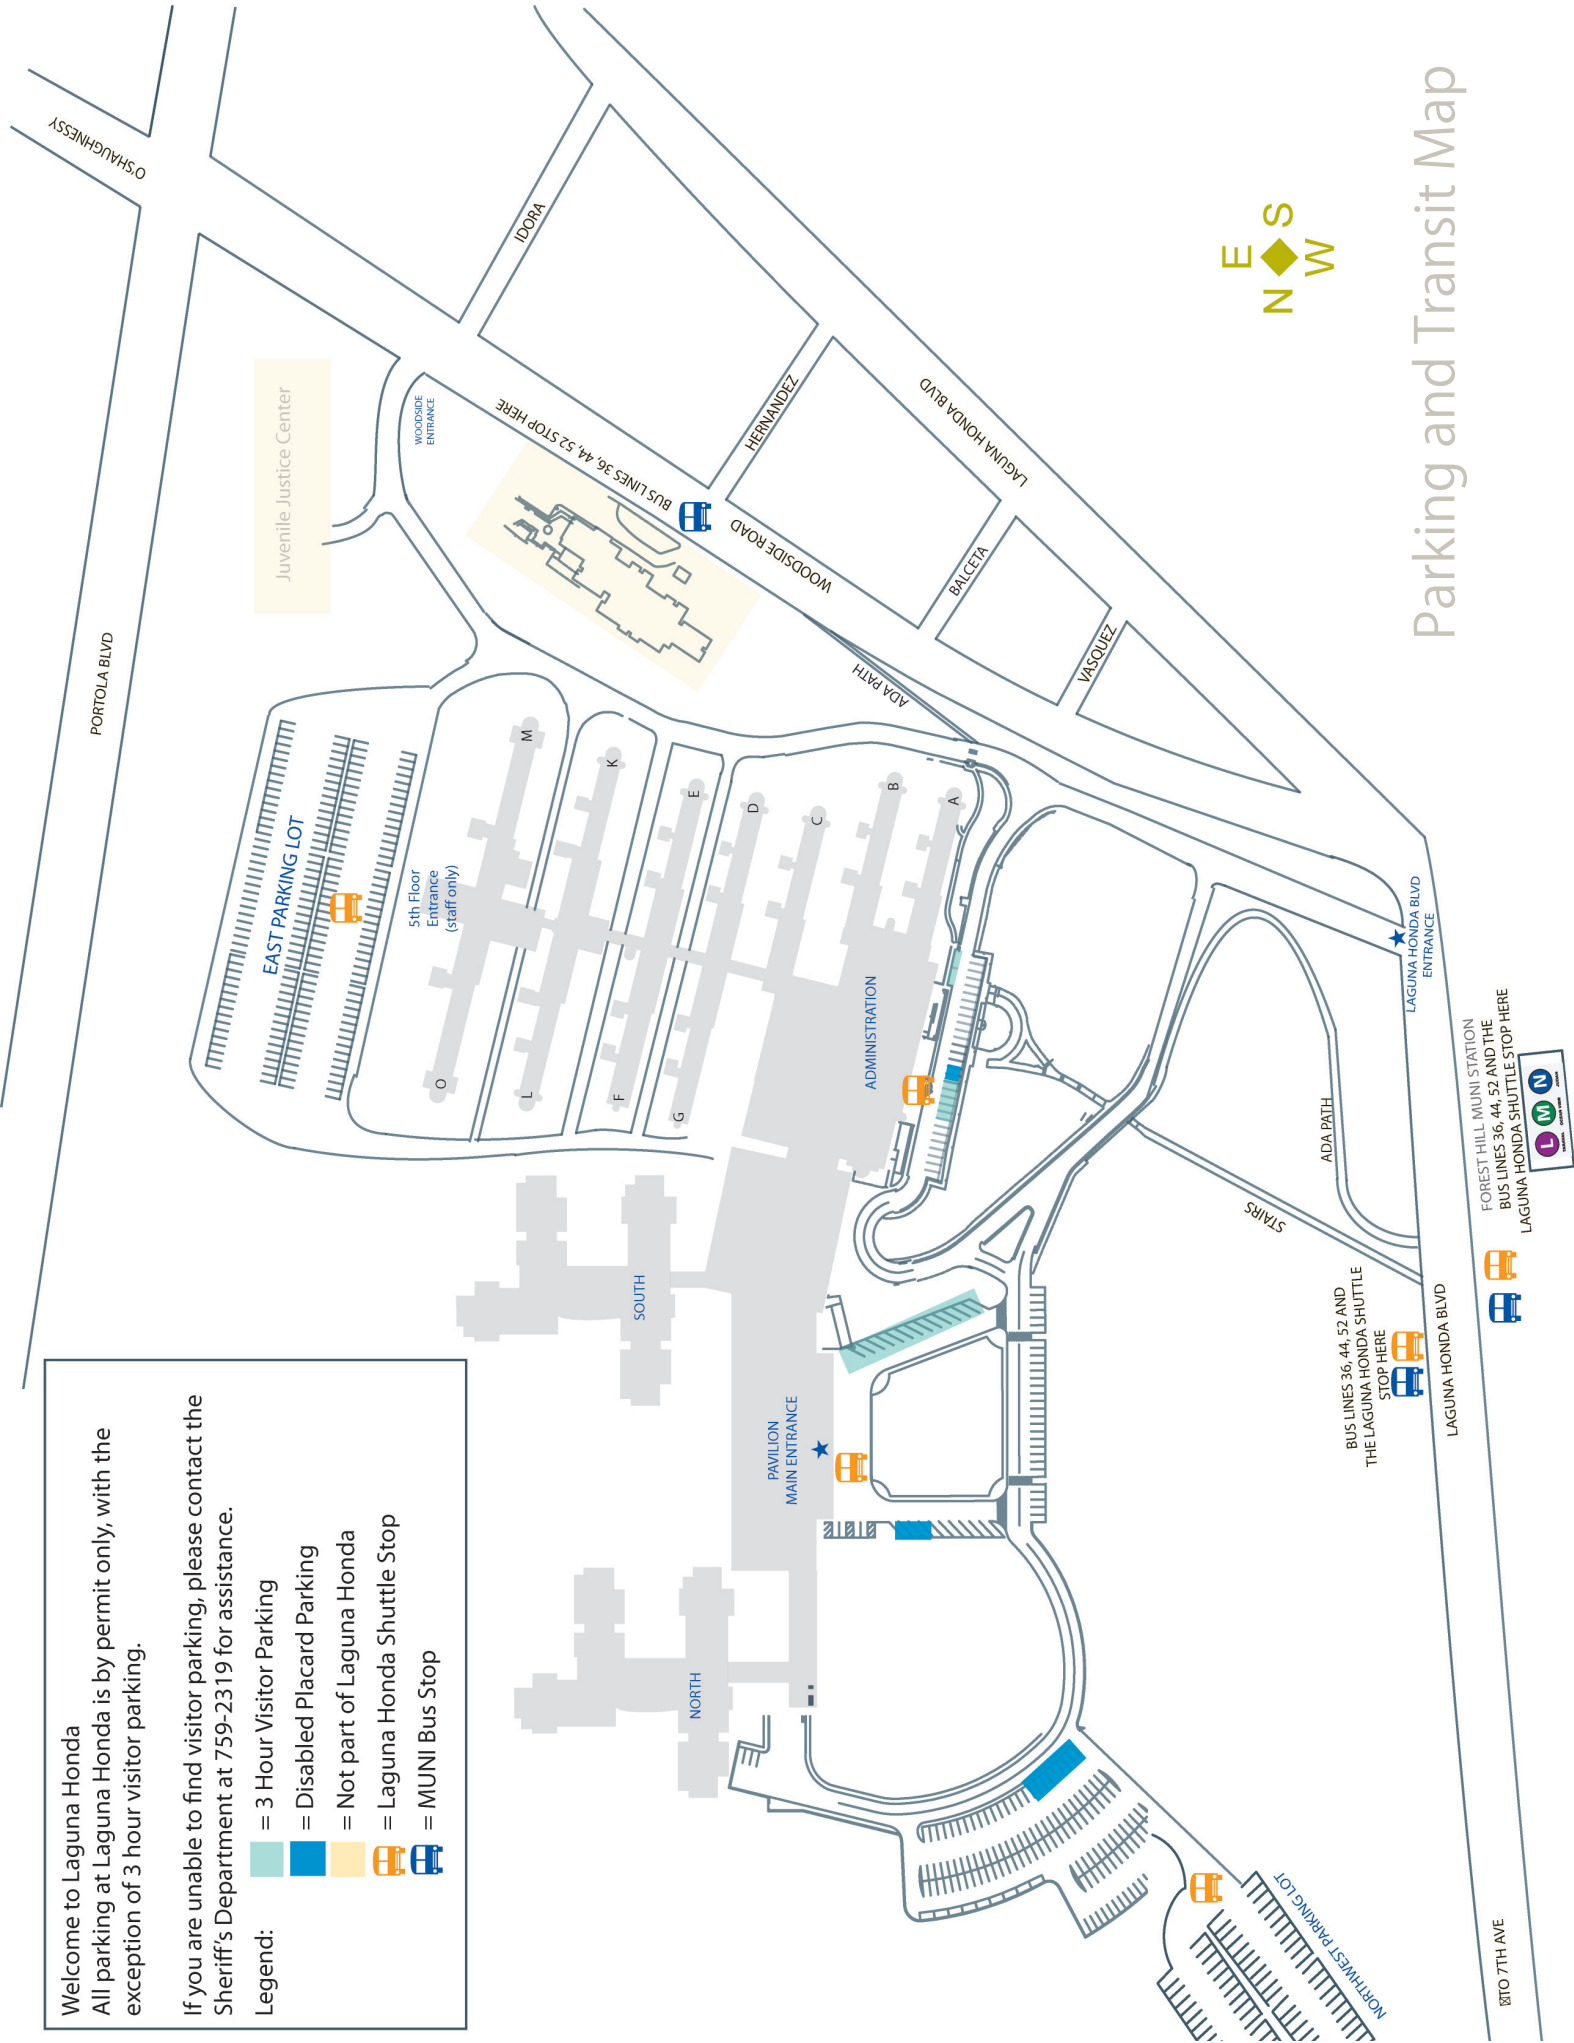 Welcome to Laguna Honda
All parking at Laguna Honda is by permit only, with the
exception of 3 hour visitor parking.
If you are unable to find visitor parking, please contact the
Sheriff's Department at 759-2319 for assistance.
Legend:
= 3 Hour Visitor Parking
= Disabled Placard Parking
= Not part of Laguna Honda
= Laguna Honda Shuttle Stop
= MUNI Bus Stop
PORTOLA BLVD
O'SHAUGHNESSY
Juvenile Justice Center
WOODSIDE
ENTRANCE
IDORA
EAST PARKING LOT
5th Floor
Entrance
(staff only)
BUS LINES 36, 44, 52 STOP HERE
WOODSIDE ROAD
HERNANDEZ
LAGUNA HONDA BLVD
BALCETA
VASQUEZ
ADA PATH
O
M
L
K
F
E
G
D
C
B
A
SOUTH
NORTH
ADMINISTRATION
PAVILION
MAIN ENTRANCE
STAIRS
ADA PATH
LAGUNA HONDA BLVD
ENTRANCE
BUS LINES 36, 44, 52 AND
THE LAGUNA HONDA SHUTTLE
STOP HERE
LAGUNA HONDA BLVD
FOREST HILL MUNI STATION
BUS LINES 36, 44, 52 AND THE
LAGUNA HONDA SHUTTLE STOP HERE
L M N
NORTHWEST PARKING LOT
TO 7TH AVE
N E S W
Parking and Transit Map